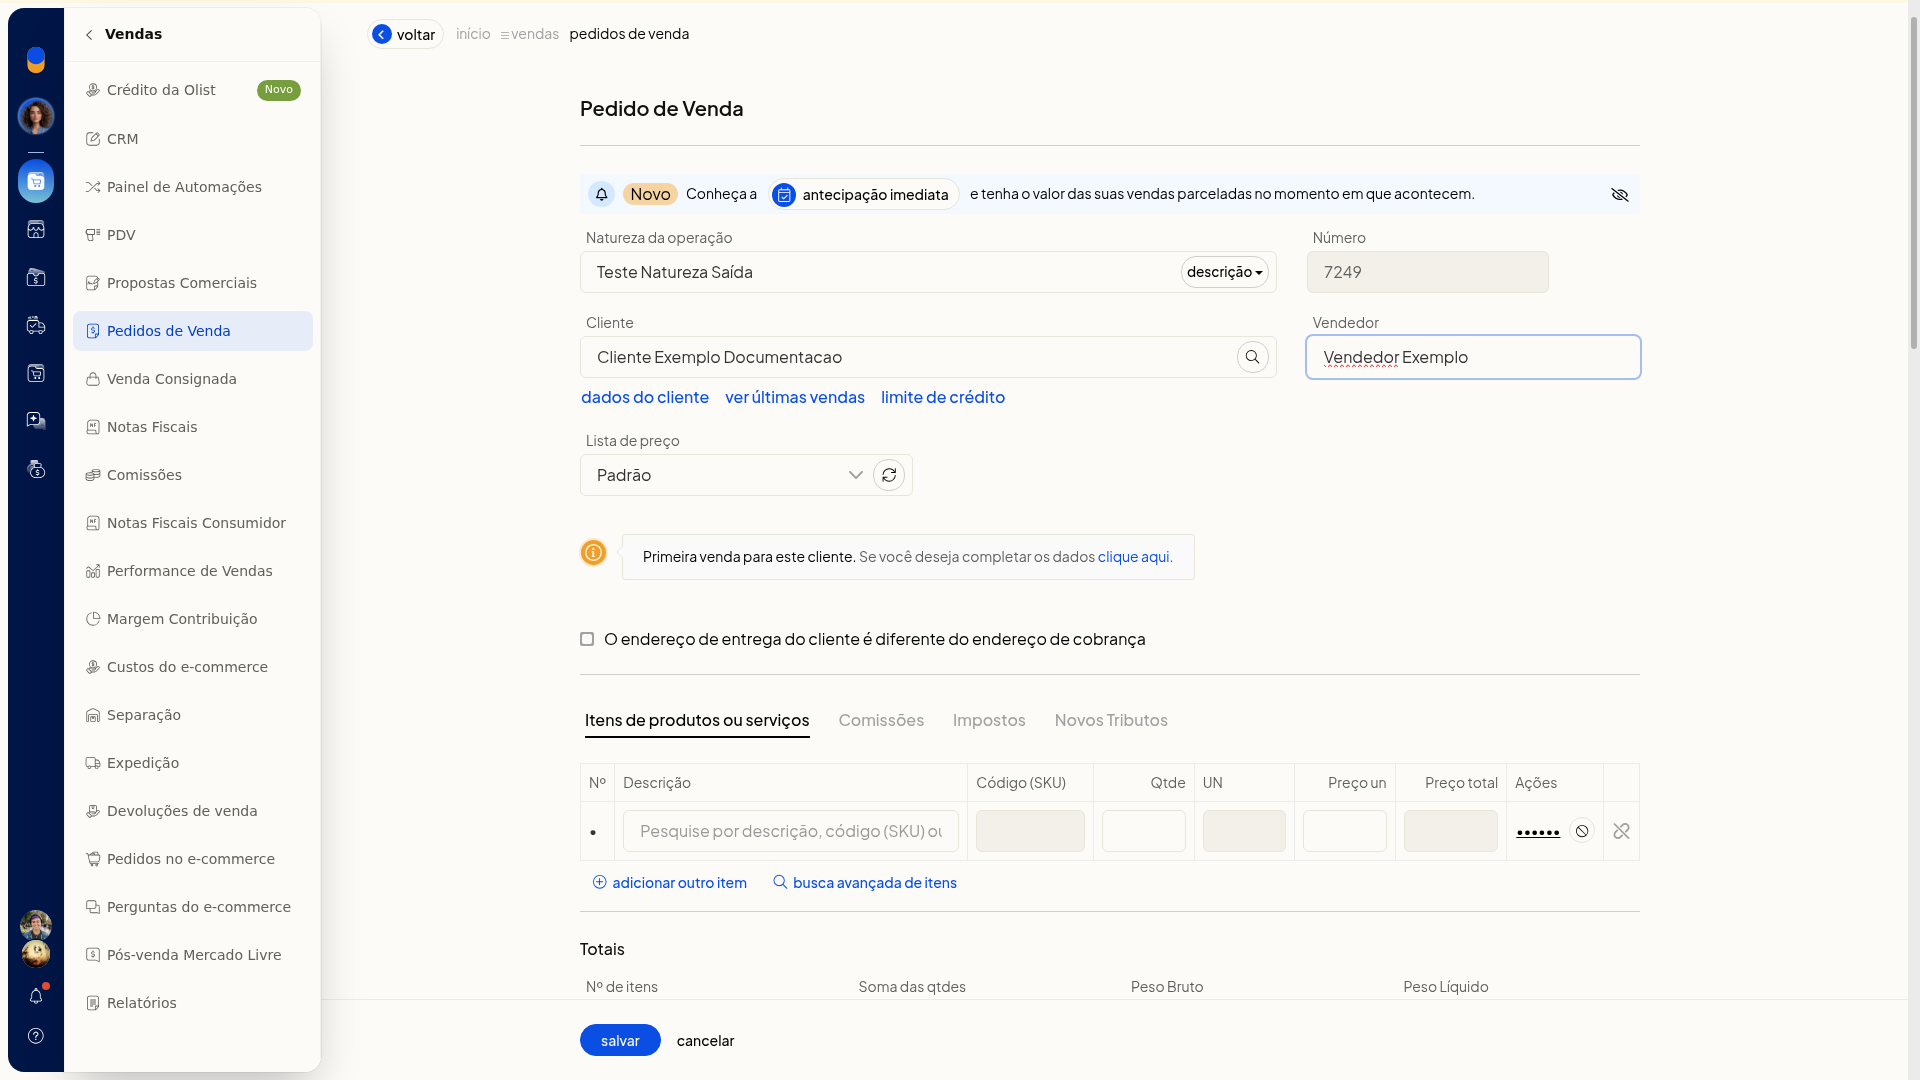 Vendas
Crédito da Olist
Novo
CRM
Painel de Automações
PDV
Propostas Comerciais
Pedidos de Venda
Venda Consignada
Notas Fiscais
Comissões
Notas Fiscais Consumidor
Performance de Vendas
Margem Contribuição
Custos do e-commerce
Separação
Expedição
Devoluções de venda
Pedidos no e-commerce
Perguntas do e-commerce
Pós-venda Mercado Livre
Relatórios
voltar início vendas pedidos de venda
Pedido de Venda
Novo Conheça a antecipação imediata e tenha o valor das suas vendas parceladas no momento em que acontecem.
Natureza da operação Número
Teste Natureza Saída descrição 7249
Cliente Vendedor
Cliente Exemplo Documentacao Vendedor Exemplo
dados do cliente ver últimas vendas limite de crédito
Lista de preço
Padrão
Primeira venda para este cliente. Se você deseja completar os dados clique aqui.
O endereço de entrega do cliente é diferente do endereço de cobrança
Itens de produtos ou serviços Comissões Impostos Novos Tributos
Nº Descrição Código (SKU) Qtde UN Preço un Preço total Ações
Pesquise por descrição, código (SKU) ou
adicionar outro item busca avançada de itens
Totais
Nº de itens Soma das qtdes Peso Bruto Peso Líquido
salvar cancelar